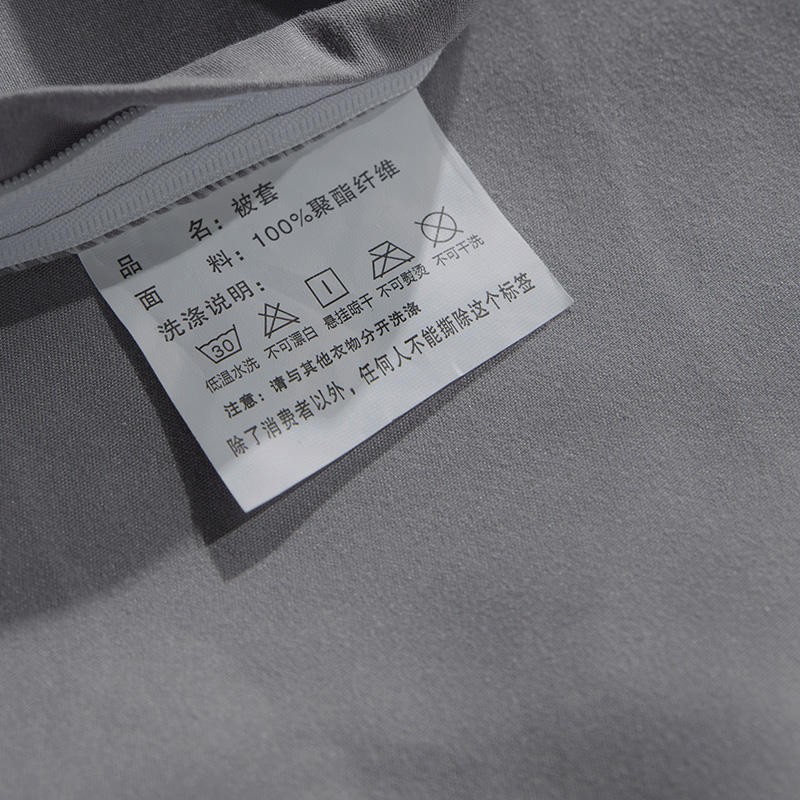 品 名：被套
面 料：100%聚酯纤维
洗涤说明：
30
低温水洗 不可漂白 悬挂晾干 不可熨烫 不可干洗
注意：请与其他衣物分开洗涤
除了消费者以外，任何人不能撕除这个标签